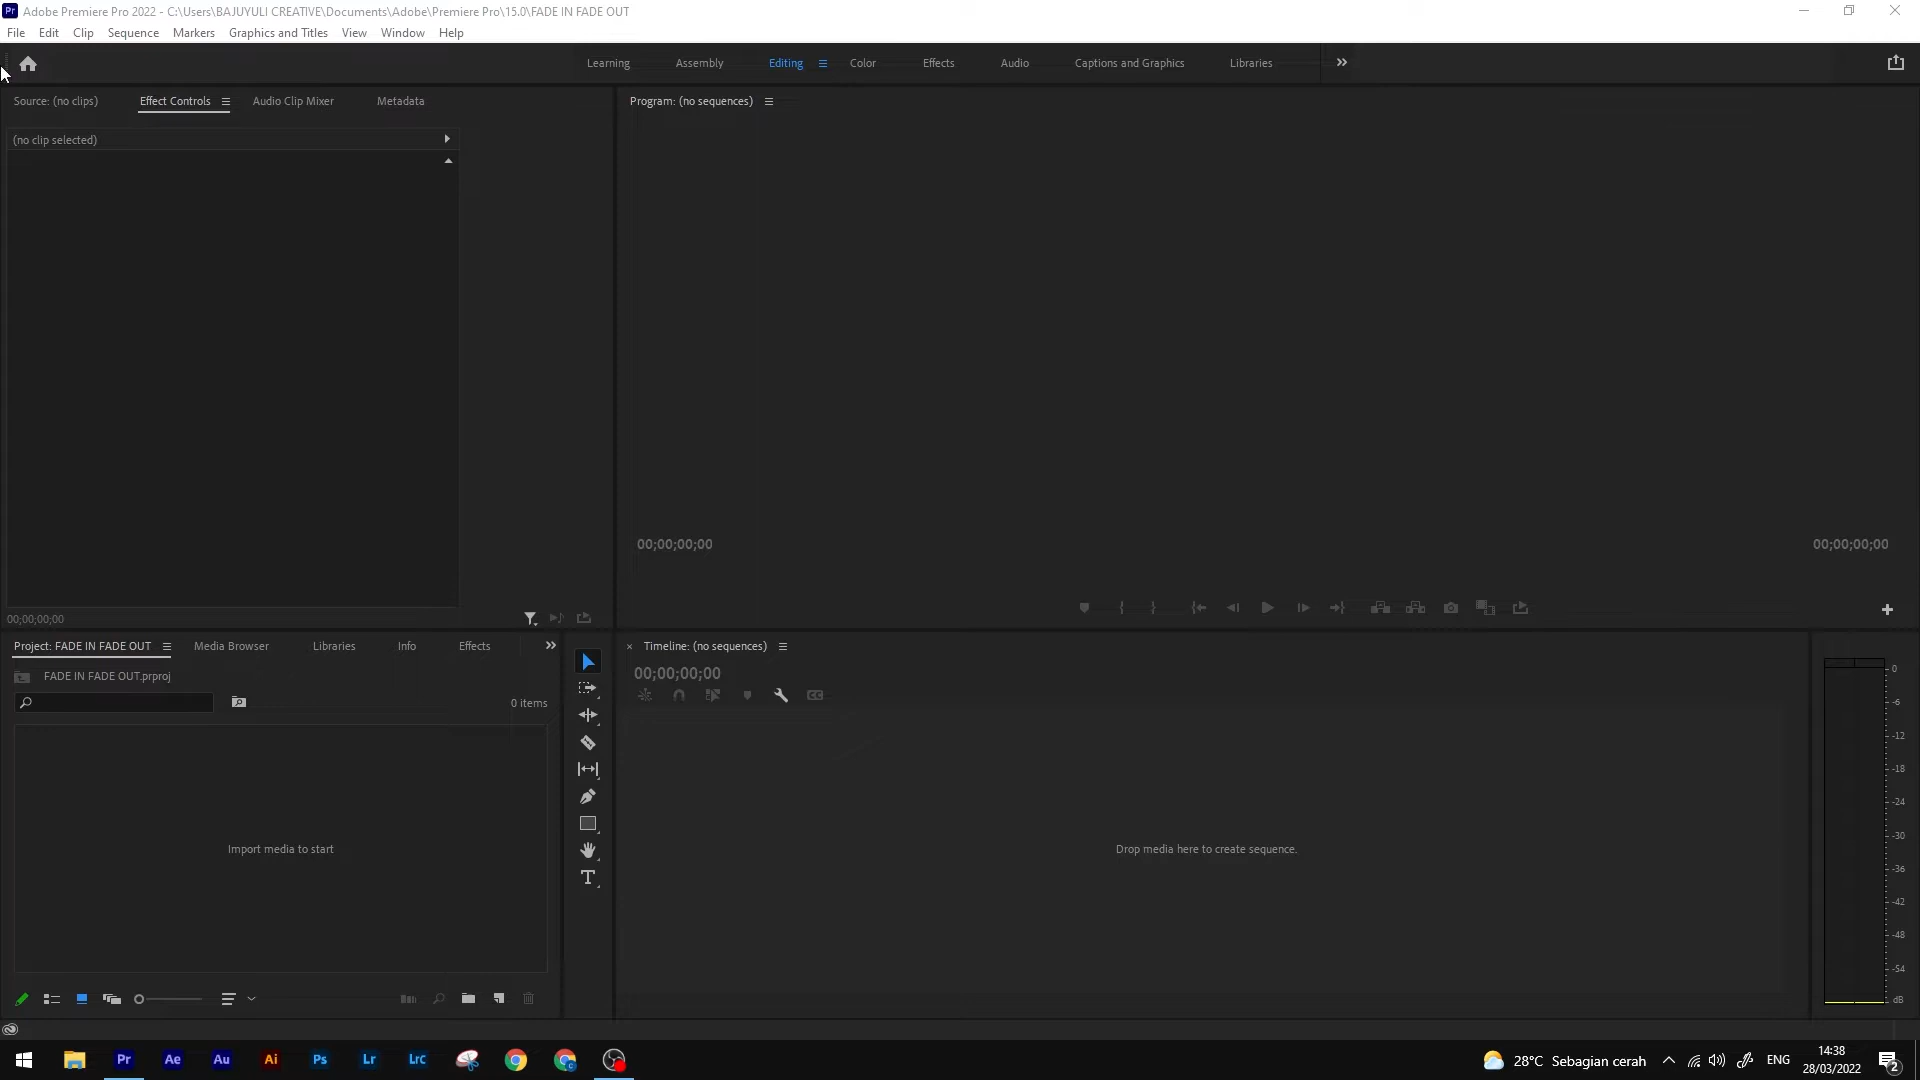 Adobe Premiere Pro 2022 - C:\Users\BAJUYULI CREATIVE\Documents\Adobe\Premiere Pro\15.0\FADE IN FADE OUT
File Edit Clip Sequence Markers Graphics and Titles View Window Help
Learning Assembly Editing Color Effects Audio Captions and Graphics Libraries
Source: (no clips) Effect Controls Audio Clip Mixer Metadata
Program: (no sequences)
(no clip selected)
00;00;00;00 00;00;00;00
00;00;00;00
Project: FADE IN FADE OUT Media Browser Libraries Info Effects
Timeline: (no sequences)
FADE IN FADE OUT.prproj
00;00;00;00
0 items
Import media to start
Drop media here to create sequence.
0
-6
-12
-18
-24
-30
-36
-42
-48
-54
dB
Pr Ae Au Ai Ps Lr LrC
28°C Sebagian cerah
ENG
14:38
28/03/2022
2